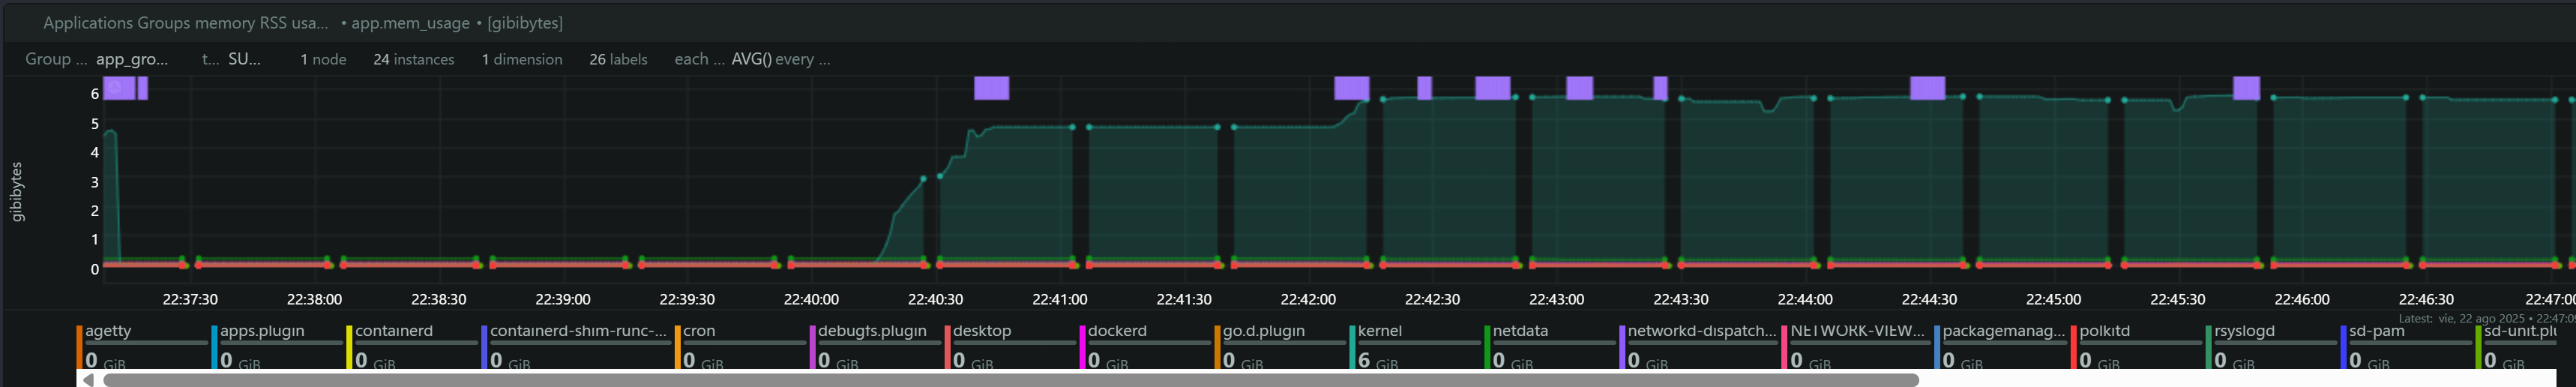 Applications Groups memory RSS usa... • app.mem_usage • [gibibytes]
Group ... app_gro... t... SU... 1 node 24 instances 1 dimension 26 labels each ... AVG() every ...
gibibytes
6
5
4
3
2
1
0
22:37:30 22:38:00 22:38:30 22:39:00 22:39:30 22:40:00 22:40:30 22:41:00 22:41:30 22:42:00 22:42:30 22:43:00 22:43:30 22:44:00 22:44:30 22:45:00 22:45:30 22:46:00 22:46:30 22:47:00
Latest: vie, 22 ago 2025 • 22:47:09
agetty apps.plugin containerd containerd-shim-runc-... cron debugfs.plugin desktop dockerd go.d.plugin kernel netdata networkd-dispatch... NETWORK-VIEW... packagemanag... polkitd rsyslogd sd-pam sd-unit.plu
0 GiB 0 GiB 0 GiB 0 GiB 0 GiB 0 GiB 0 GiB 0 GiB 0 GiB 6 GiB 0 GiB 0 GiB 0 GiB 0 GiB 0 GiB 0 GiB 0 GiB 0 GiB